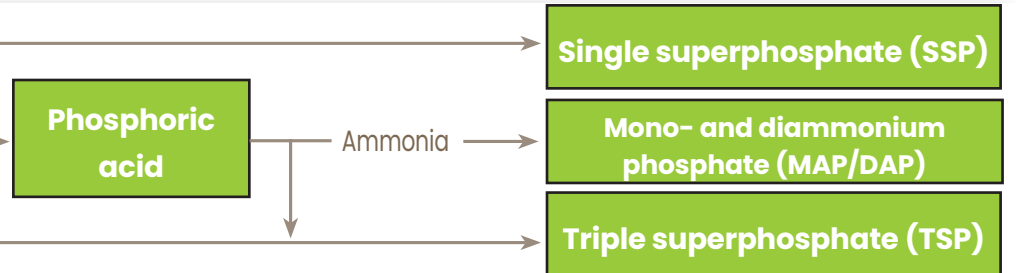 Single superphosphate (SSP)
Phosphoric
acid
Ammonia
Mono- and diammonium
phosphate (MAP/DAP)
Triple superphosphate (TSP)